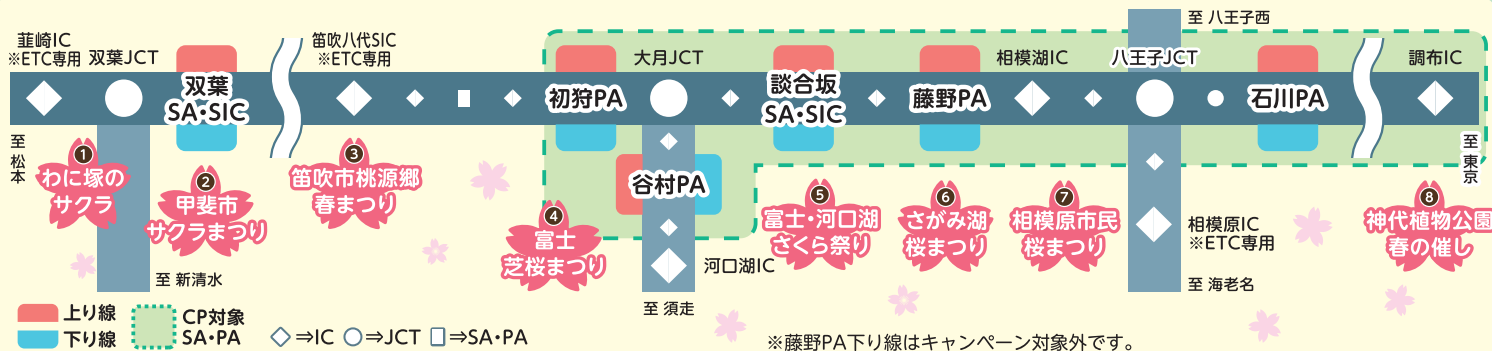 韮崎IC
※ETC専用
双葉JCT
双葉
SA・SIC
笛吹八代SIC
※ETC専用
初狩PA
大月JCT
談合坂
SA・SIC
藤野PA
相模湖IC
至 八王子西
八王子JCT
石川PA
調布IC
至 松本
至 東京
谷村PA
❶
わに塚の
サクラ
❷
甲斐市
サクラまつり
❸
笛吹市桃源郷
春まつり
❹
富士
芝桜まつり
❺
富士・河口湖
さくら祭り
❻
さがみ湖
桜まつり
❼
相模原市民
桜まつり
❽
神代植物公園
春の催し
相模原IC
※ETC専用
河口湖IC
至 新清水
至 須走
至 海老名
上り線
下り線
CP対象
SA・PA
⇒IC ⇒JCT ⇒SA・PA
※藤野PA下り線はキャンペーン対象外です。